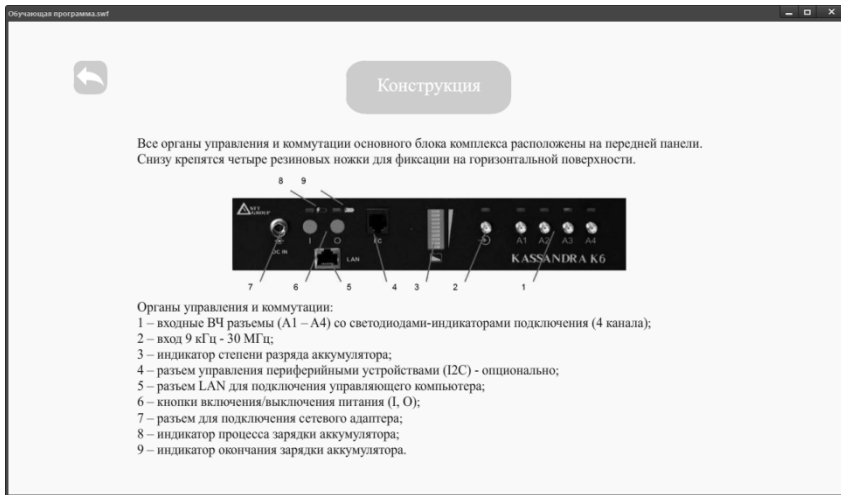 Обучающая программа.swf
Конструкция
Все органы управления и коммутации основного блока комплекса расположены на передней панели.
Снизу крепятся четыре резиновых ножки для фиксации на горизонтальной поверхности.
8 9
GROUP
DC IN
I O
LAN
A1 A2 A3 A4
KASSANDRA K6
7 6 5 4 3 2 1
Органы управления и коммутации:
1 – входные ВЧ разъемы (А1 – А4) со светодиодами-индикаторами подключения (4 канала);
2 – вход 9 кГц - 30 МГц;
3 – индикатор степени разряда аккумулятора;
4 – разъем управления периферийными устройствами (I2C) - опционально;
5 – разъем LAN для подключения управляющего компьютера;
6 – кнопки включения/выключения питания (I, O);
7 – разъем для подключения сетевого адаптера;
8 – индикатор процесса зарядки аккумулятора;
9 – индикатор окончания зарядки аккумулятора.